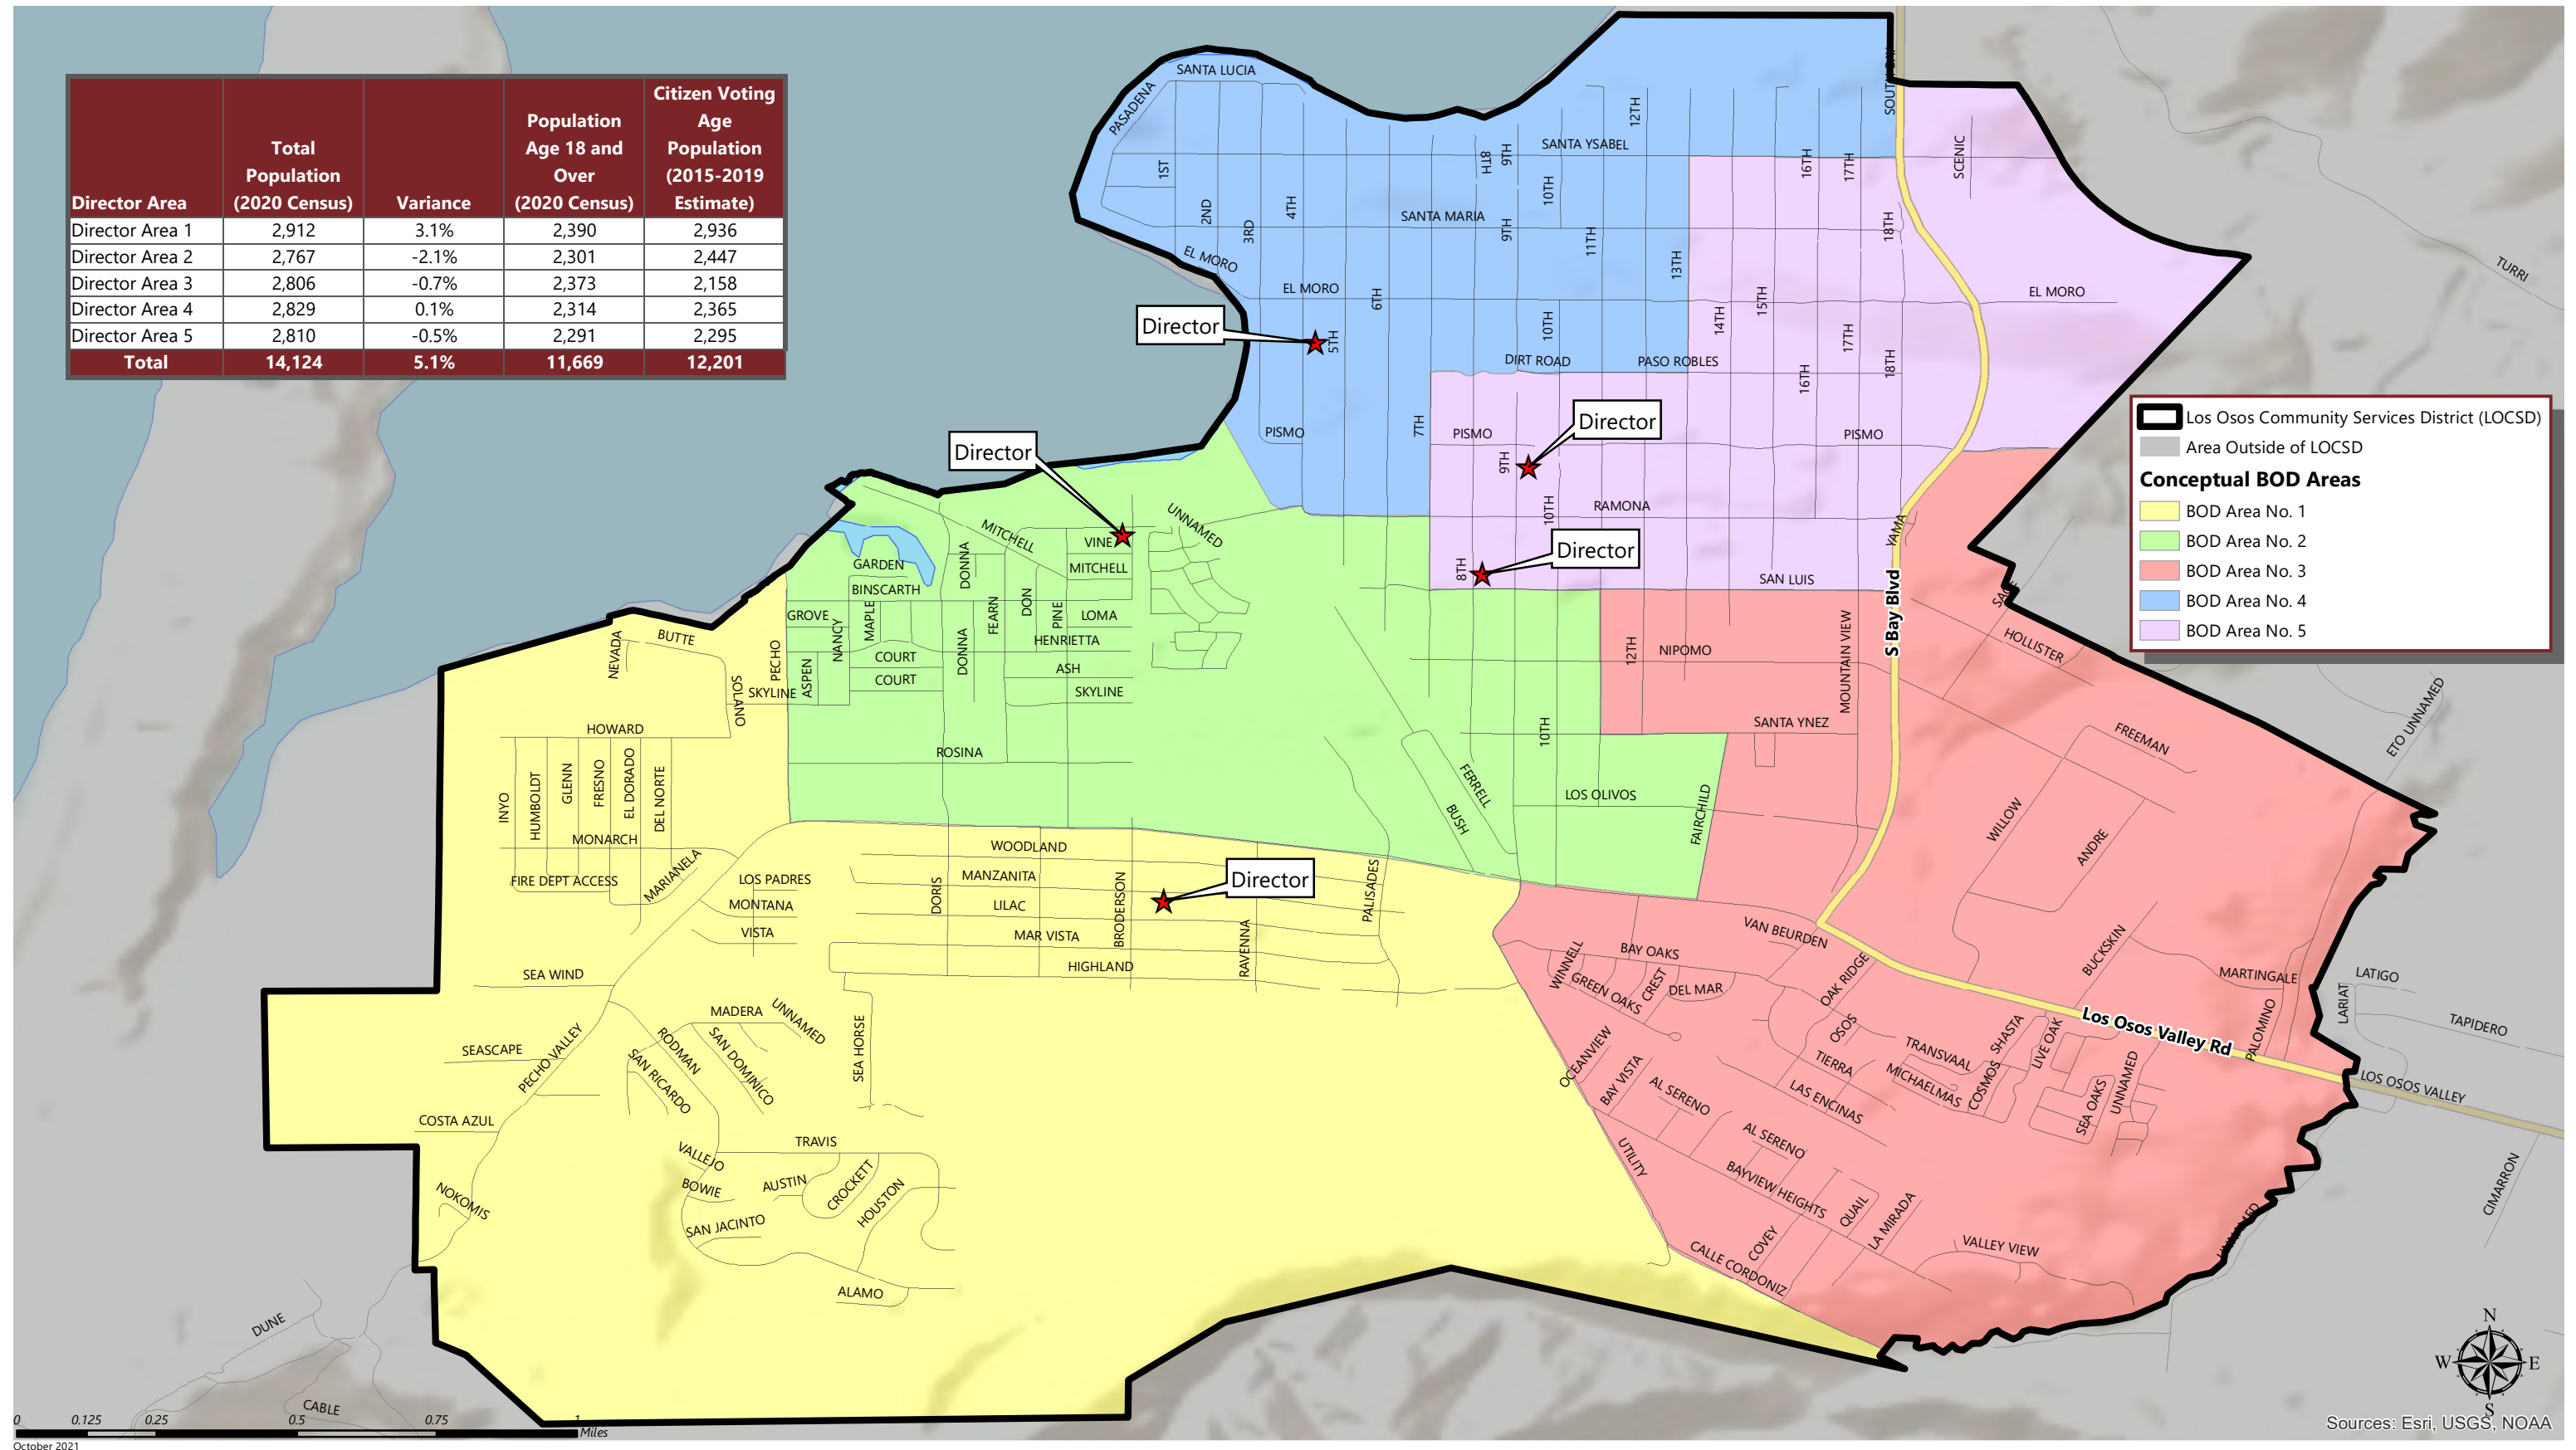 Director Area
Total Population (2020 Census)
Variance
Population Age 18 and Over (2020 Census)
Citizen Voting Age Population (2015-2019 Estimate)
Director Area 1 2,912 3.1% 2,390 2,936
Director Area 2 2,767 -2.1% 2,301 2,447
Director Area 3 2,806 -0.7% 2,373 2,158
Director Area 4 2,829 0.1% 2,314 2,365
Director Area 5 2,810 -0.5% 2,291 2,295
Total 14,124 5.1% 11,669 12,201
SANTA LUCIA
PASADENA
1ST
2ND
3RD
4TH
EL MORO
EL MORO
5TH
6TH
7TH
PISMO
SANTA MARIA
SANTA YSABEL
8TH
9TH
9TH
10TH
10TH
11TH
12TH
13TH
DIRT ROAD
PASO ROBLES
14TH
15TH
16TH
16TH
17TH
17TH
18TH
18TH
SCENIC
EL MORO
TURRI
PISMO
PISMO
9TH
10TH
RAMONA
8TH
SAN LUIS
YAMA
S Bay Blvd
Director
Director
Director
Director
Director
Los Osos Community Services District (LOCSD)
Area Outside of LOCSD
Conceptual BOD Areas
BOD Area No. 1
BOD Area No. 2
BOD Area No. 3
BOD Area No. 4
BOD Area No. 5
MITCHELL
UNNAMED
VINE
MITCHELL
GARDEN
BINSCARTH
DONNA
FEARN
DON
PINE
LOMA
GROVE
NANCY
MAPLE
HENRIETTA
COURT
COURT
DONNA
ASH
SKYLINE
ASPEN
PECHO
SKYLINE
ROSINA
BUTTE
NEVADA
SOLANO
HOWARD
INYO
HUMBOLDT
GLENN
FRESNO
EL DORADO
DEL NORTE
MONARCH
FIRE DEPT ACCESS
MARIANELA
LOS PADRES
MONTANA
VISTA
SEA WIND
WOODLAND
MANZANITA
LILAC
MAR VISTA
HIGHLAND
DORIS
BRODERSON
RAVENNA
PALISADES
FERRELL
BUSH
10TH
LOS OLIVOS
FAIRCHILD
12TH
NIPOMO
MOUNTAIN VIEW
SANTA YNEZ
HOLLISTER
FREEMAN
ETO UNNAMED
WILLOW
ANDRE
BUCKSKIN
MARTINGALE
PALOMINO
LATIGO
LARIAT
TAPIDERO
Los Osos Valley Rd
LOS OSOS VALLEY
CIMARRON
VAN BEURDEN
BAY OAKS
WINNELL
GREEN OAKS
CREST
DEL MAR
OAK RIDGE
OSOS
OCEANVIEW
BAY VISTA
AL SERENO
AL SERENO
TIERRA
LAS ENCINAS
TRANSVAAL
MICHAELMAS
COSMOS
SHASTA
LIVE OAK
SEA OAKS
UNNAMED
UTILITY
BAYVIEW HEIGHTS
QUAIL
LA MIRADA
COVEY
CALLE CORDONIZ
VALLEY VIEW
SEASCAPE
PECHO VALLEY
COSTA AZUL
NOKOMIS
MADERA
UNNAMED
RODMAN
SAN DOMINICO
SAN RICARDO
SEA HORSE
TRAVIS
VALLEJO
BOWIE
AUSTIN
CROCKETT
HOUSTON
SAN JACINTO
ALAMO
DUNE
CABLE
0 0.125 0.25 0.5 0.75 1
Miles
October 2021
N
W E
S
Sources: Esri, USGS, NOAA